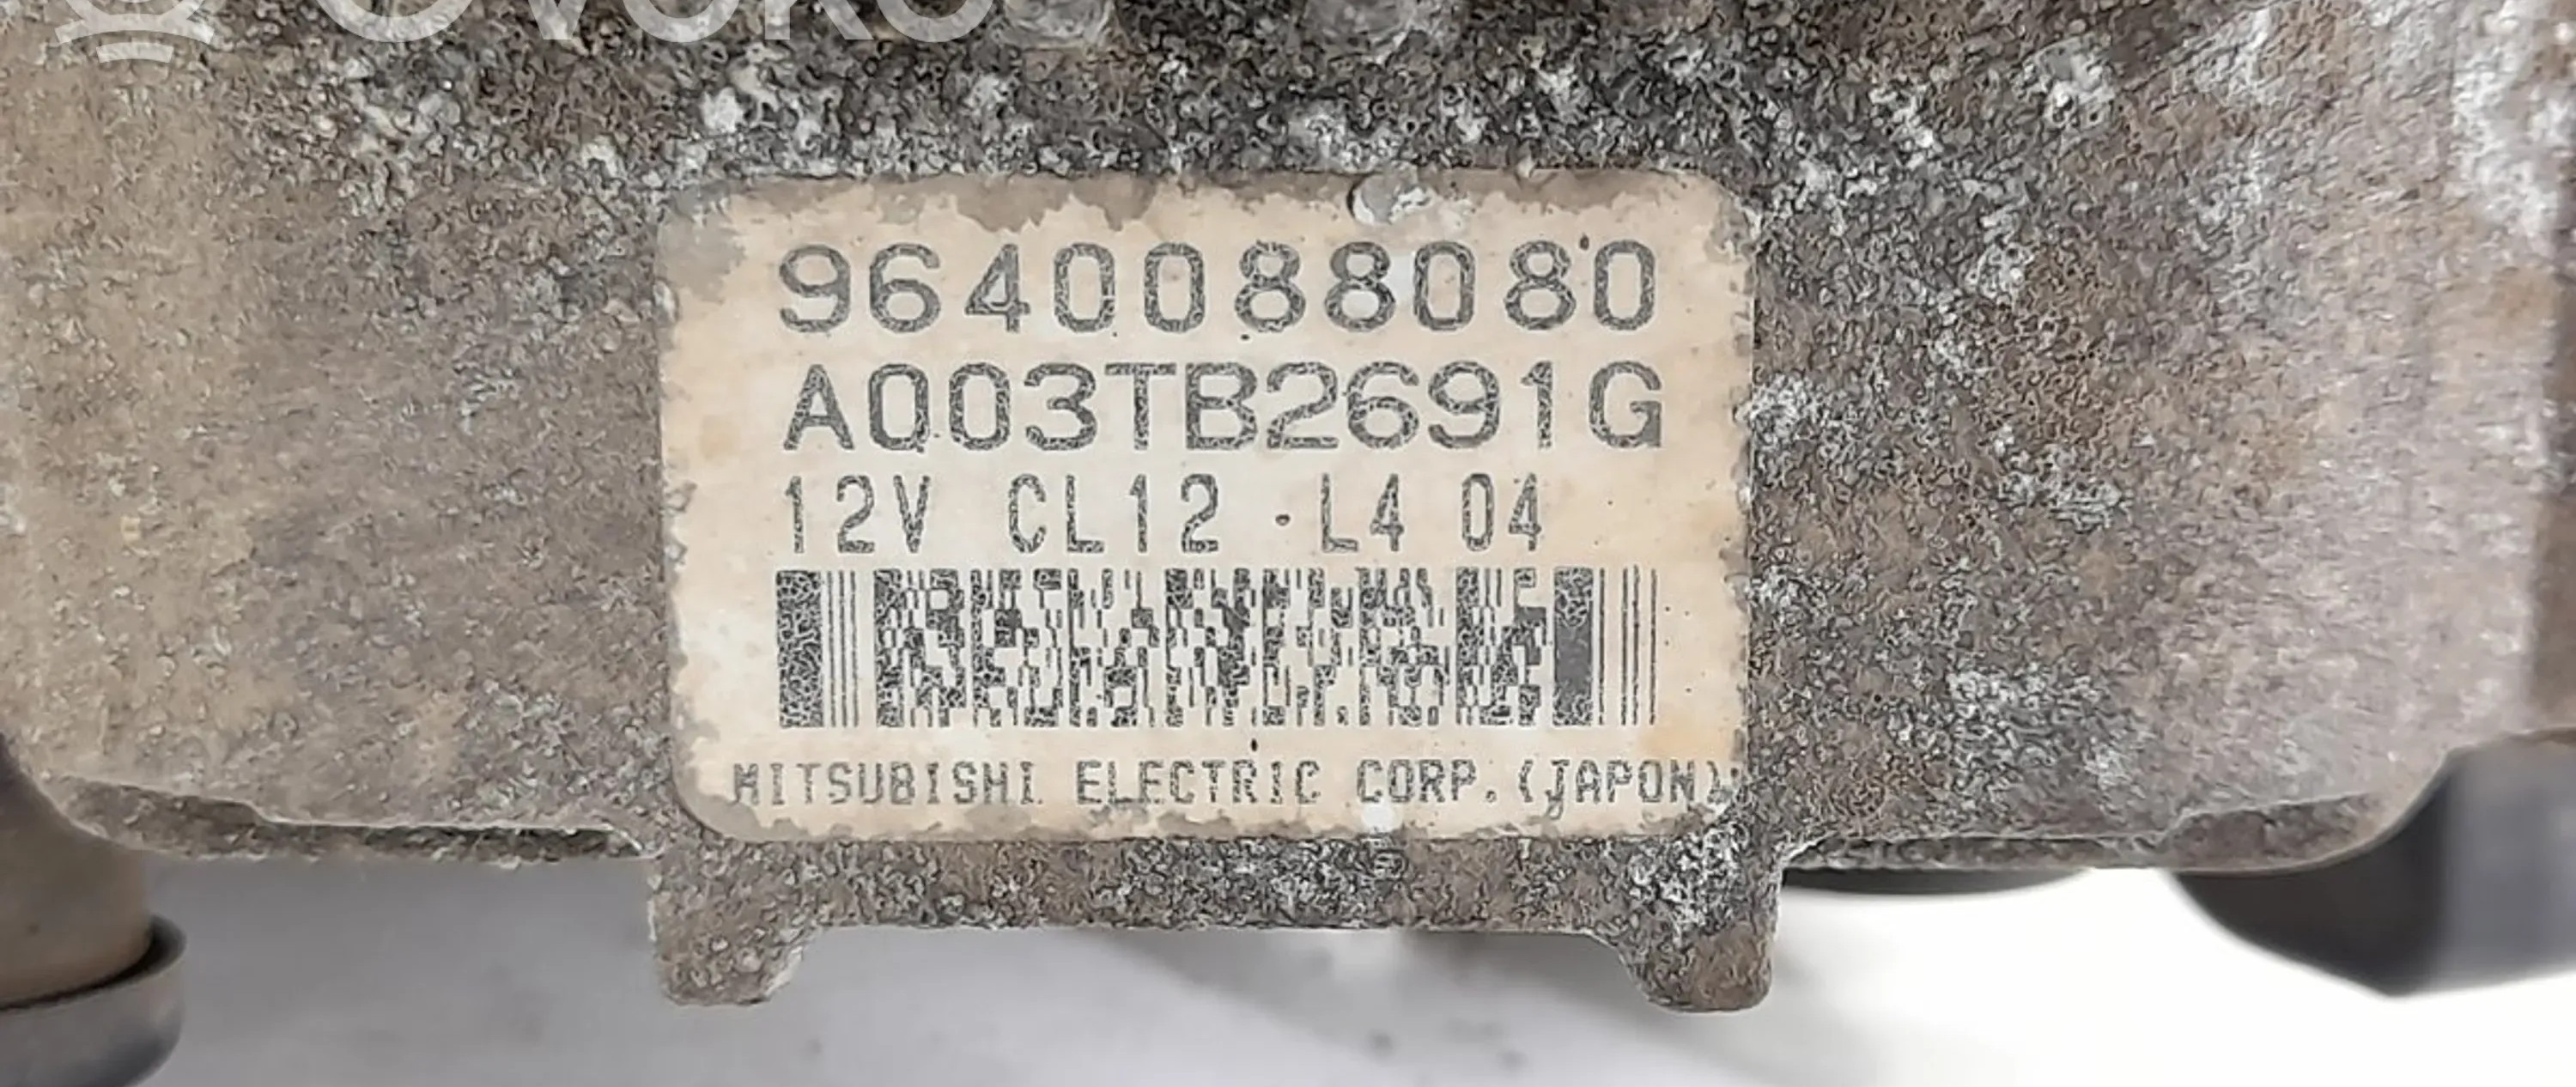 9640088080
A003TB2691G
12V CL12 L4 04
MITSUBISHI ELECTRIC CORP.(JAPON)